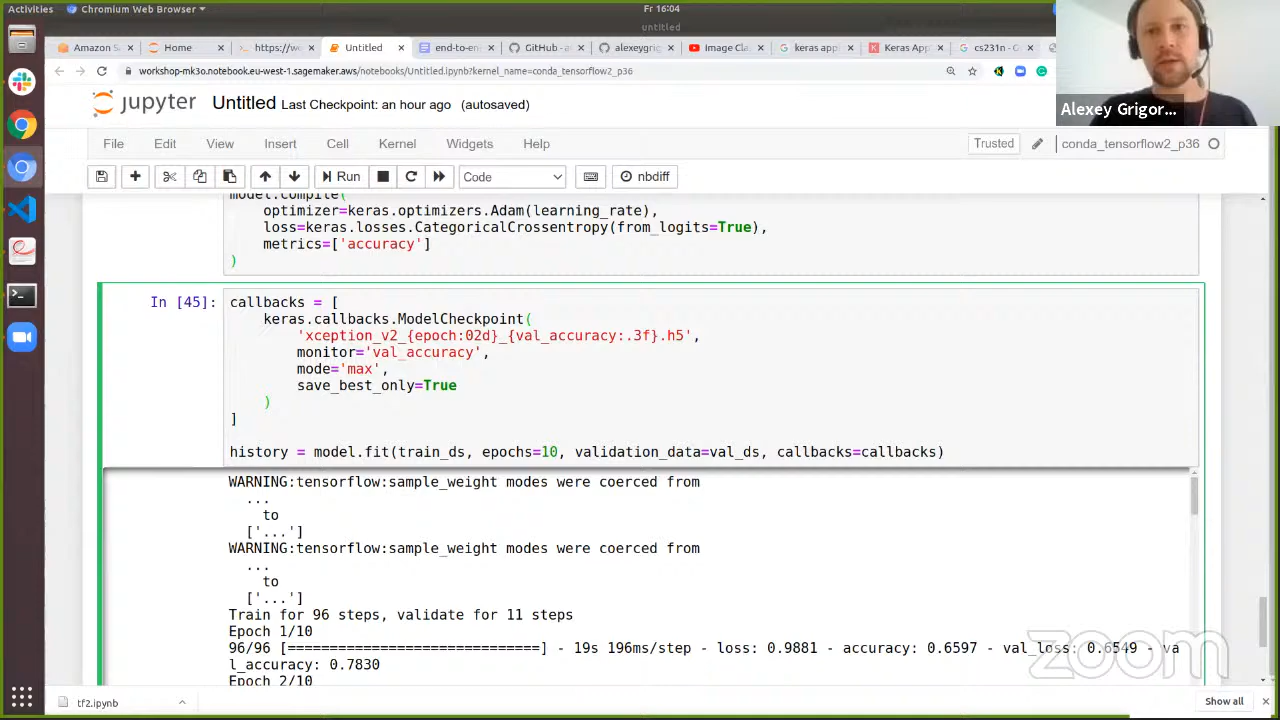 Activities
Chromium Web Browser
Fr 16:04
untitled
Amazon S
Home
https://wo
Untitled
end-to-en
GitHub - a
alexeygrig
Image Cla
keras app
Keras App
cs231n - G
workshop-mk3o.notebook.eu-west-1.sagemaker.aws/notebooks/Untitled.ipynb?kernel_name=conda_tensorflow2_p36
Alexey Grigor...
jupyter Untitled Last Checkpoint: an hour ago (autosaved)
File Edit View Insert Cell Kernel Widgets Help
Trusted
conda_tensorflow2_p36
Run
Code
nbdiff
model.compile(
optimizer=keras.optimizers.Adam(learning_rate),
loss=keras.losses.CategoricalCrossentropy(from_logits=True),
metrics=['accuracy']
)
In [45]:
callbacks = [
keras.callbacks.ModelCheckpoint(
'xception_v2_{epoch:02d}_{val_accuracy:.3f}.h5',
monitor='val_accuracy',
mode='max',
save_best_only=True
)
]
history = model.fit(train_ds, epochs=10, validation_data=val_ds, callbacks=callbacks)
WARNING:tensorflow:sample_weight modes were coerced from
...
to
['...']
WARNING:tensorflow:sample_weight modes were coerced from
...
to
['...']
Train for 96 steps, validate for 11 steps
Epoch 1/10
96/96 [==============================] - 19s 196ms/step - loss: 0.9881 - accuracy: 0.6597 - val_loss: 0.6549 - va
l_accuracy: 0.7830
Epoch 2/10
zoom
tf2.ipynb
Show all